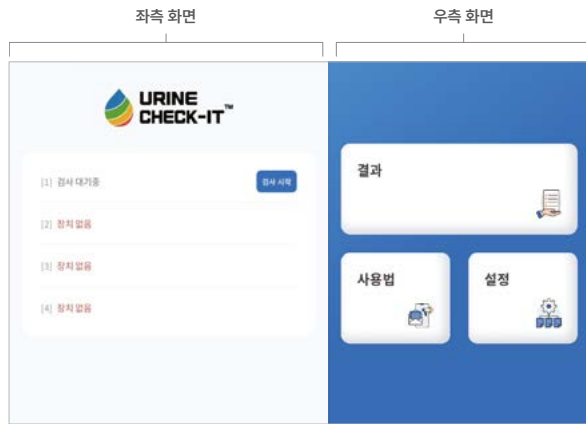 좌측 화면
우측 화면
URINE
CHECK-IT™
[1] 검사 대기중
검사 시작
[2] 장치 없음
[3] 장치 없음
[4] 장치 없음
결과
사용법
설정